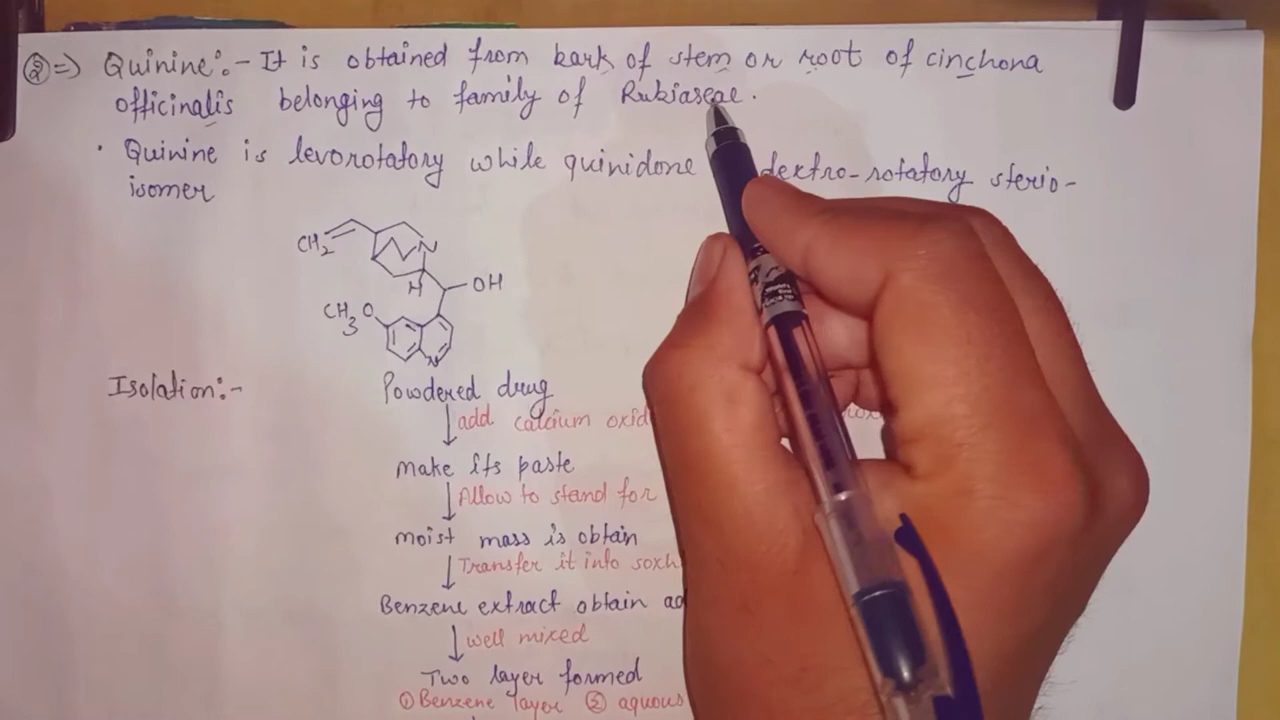 ② => Quinine:- It is obtained from bark of stem or root of cinchona
officinalis belonging to family of Rubiaseae.
· Quinine is levorotatory while quinidone dextro-rotatory sterio-
isomer
CH2
N
H
OH
CH3O
N
Isolation:- Powdered drug
add calcium oxid
make its paste
Allow to stand for
moist mass is obtain
Transfer it into soxh
Benzene extract obtain ad
well mixed
Two layer formed
① Benzene layer ② aqueous